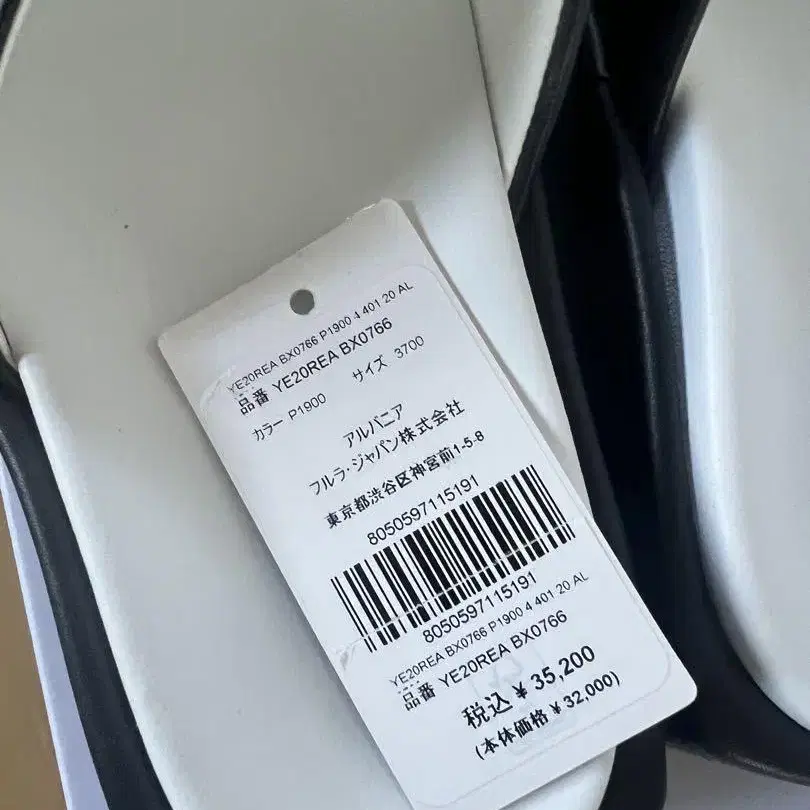 YE20REA BX0766 P1900 4 401 20 AL
品番 YE20REA BX0766
カラー P1900 サイズ 3700
アルバニア
フルラ・ジャパン株式会社
東京都渋谷区神宮前1-5-8
8050597115191
8050597115191
YE20REA BX0766 P1900 4 401 20 AL
品番 YE20REA BX0766
税込 ¥ 35,200
(本体価格 ¥ 32,000)